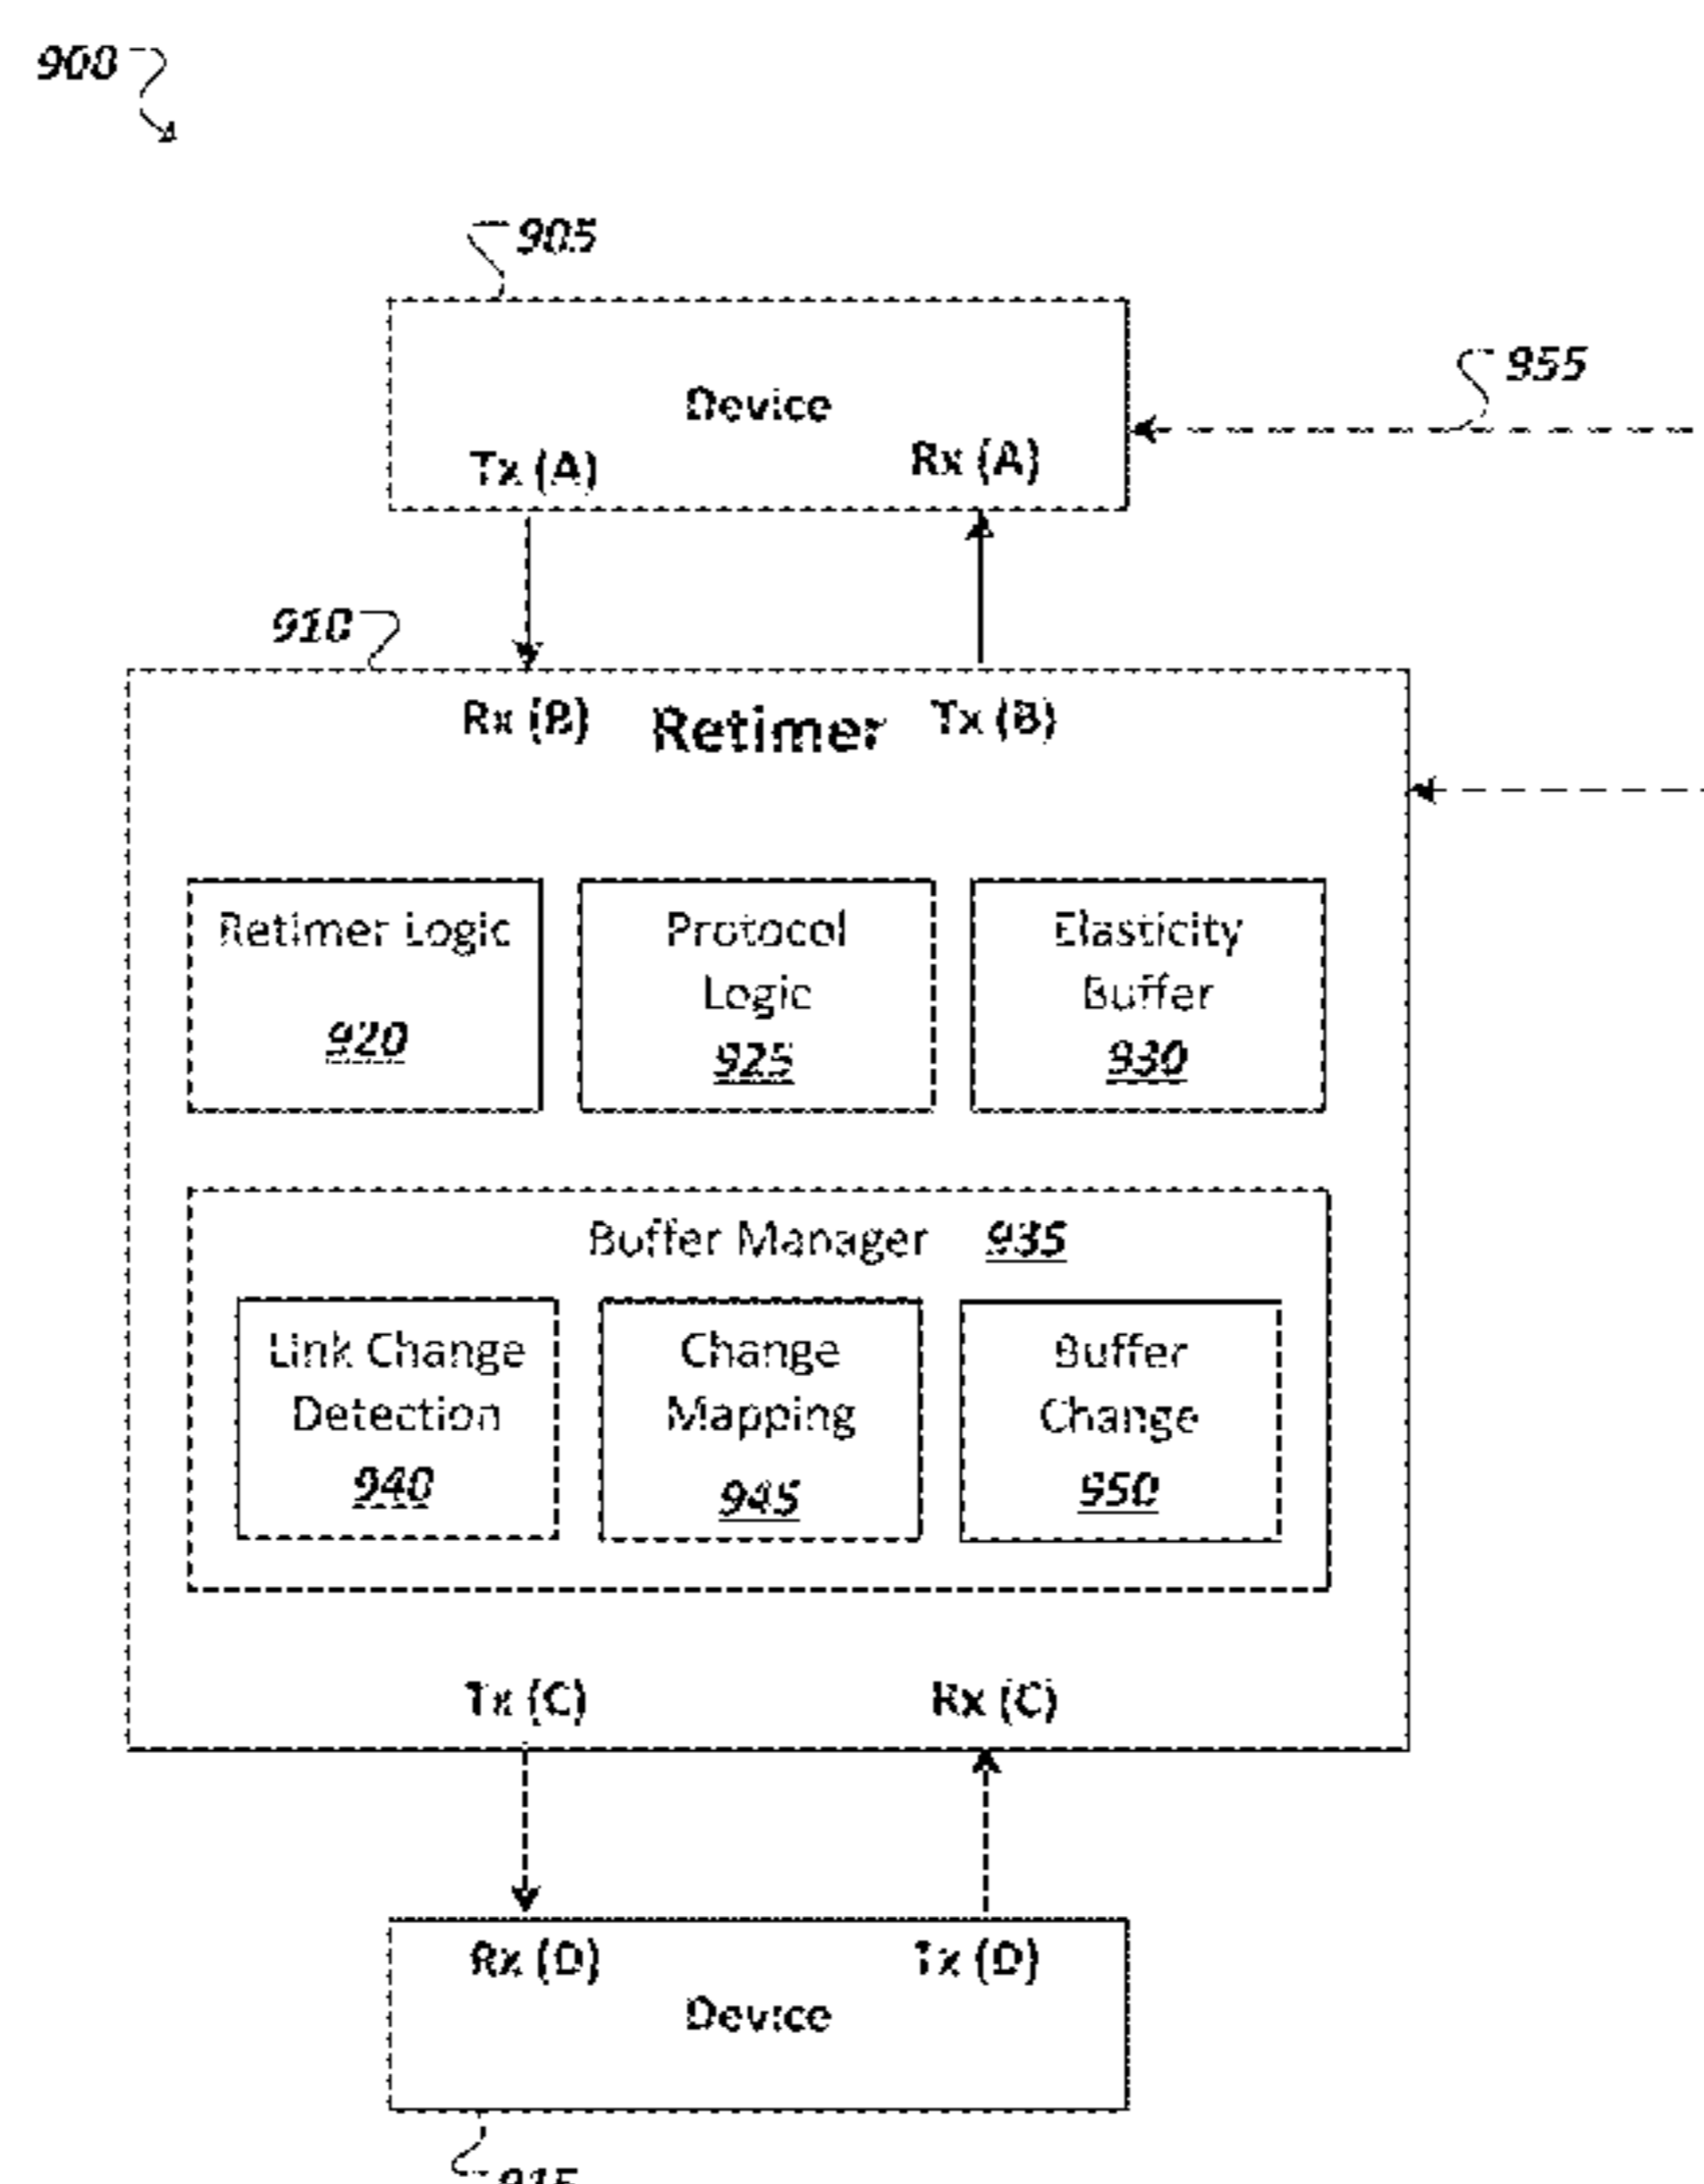 900
905
955
Device
Tx (A) Rx (A)
910
Rx (B) Retimer Tx (B)
Retimer Logic
920
Protocol
Logic
925
Elasticity
Buffer
930
Buffer Manager 935
Link Change
Detection
940
Change
Mapping
945
Buffer
Change
950
Tx (C) Rx (C)
Rx (D) Tx (D)
Device